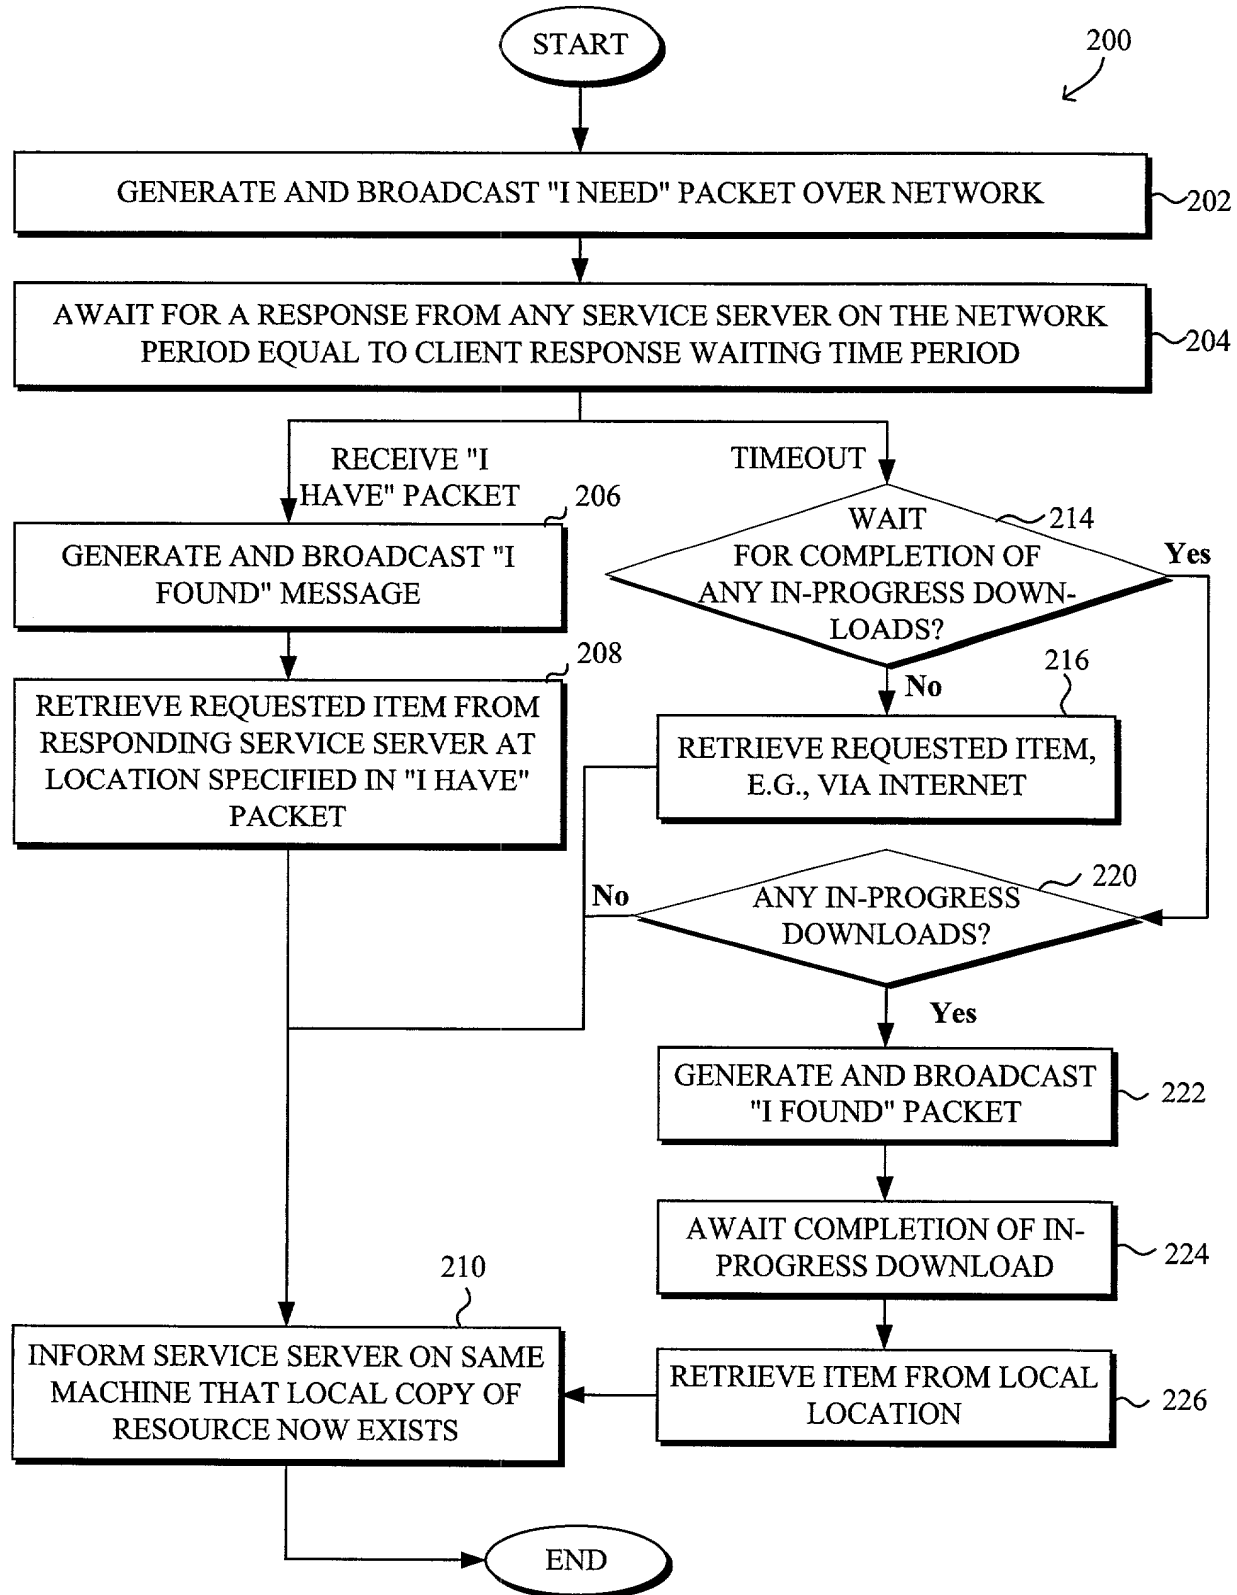 START
200
GENERATE AND BROADCAST "I NEED" PACKET OVER NETWORK
202
AWAIT FOR A RESPONSE FROM ANY SERVICE SERVER ON THE NETWORK
PERIOD EQUAL TO CLIENT RESPONSE WAITING TIME PERIOD
204
RECEIVE "I
HAVE" PACKET
TIMEOUT
206
GENERATE AND BROADCAST "I
FOUND" MESSAGE
214
WAIT
FOR COMPLETION OF
ANY IN-PROGRESS DOWN-
LOADS?
Yes
No
208
RETRIEVE REQUESTED ITEM FROM
RESPONDING SERVICE SERVER AT
LOCATION SPECIFIED IN "I HAVE"
PACKET
216
RETRIEVE REQUESTED ITEM,
E.G., VIA INTERNET
220
ANY IN-PROGRESS
DOWNLOADS?
No
Yes
GENERATE AND BROADCAST
"I FOUND" PACKET
222
AWAIT COMPLETION OF IN-
PROGRESS DOWNLOAD
224
RETRIEVE ITEM FROM LOCAL
LOCATION
226
210
INFORM SERVICE SERVER ON SAME
MACHINE THAT LOCAL COPY OF
RESOURCE NOW EXISTS
END